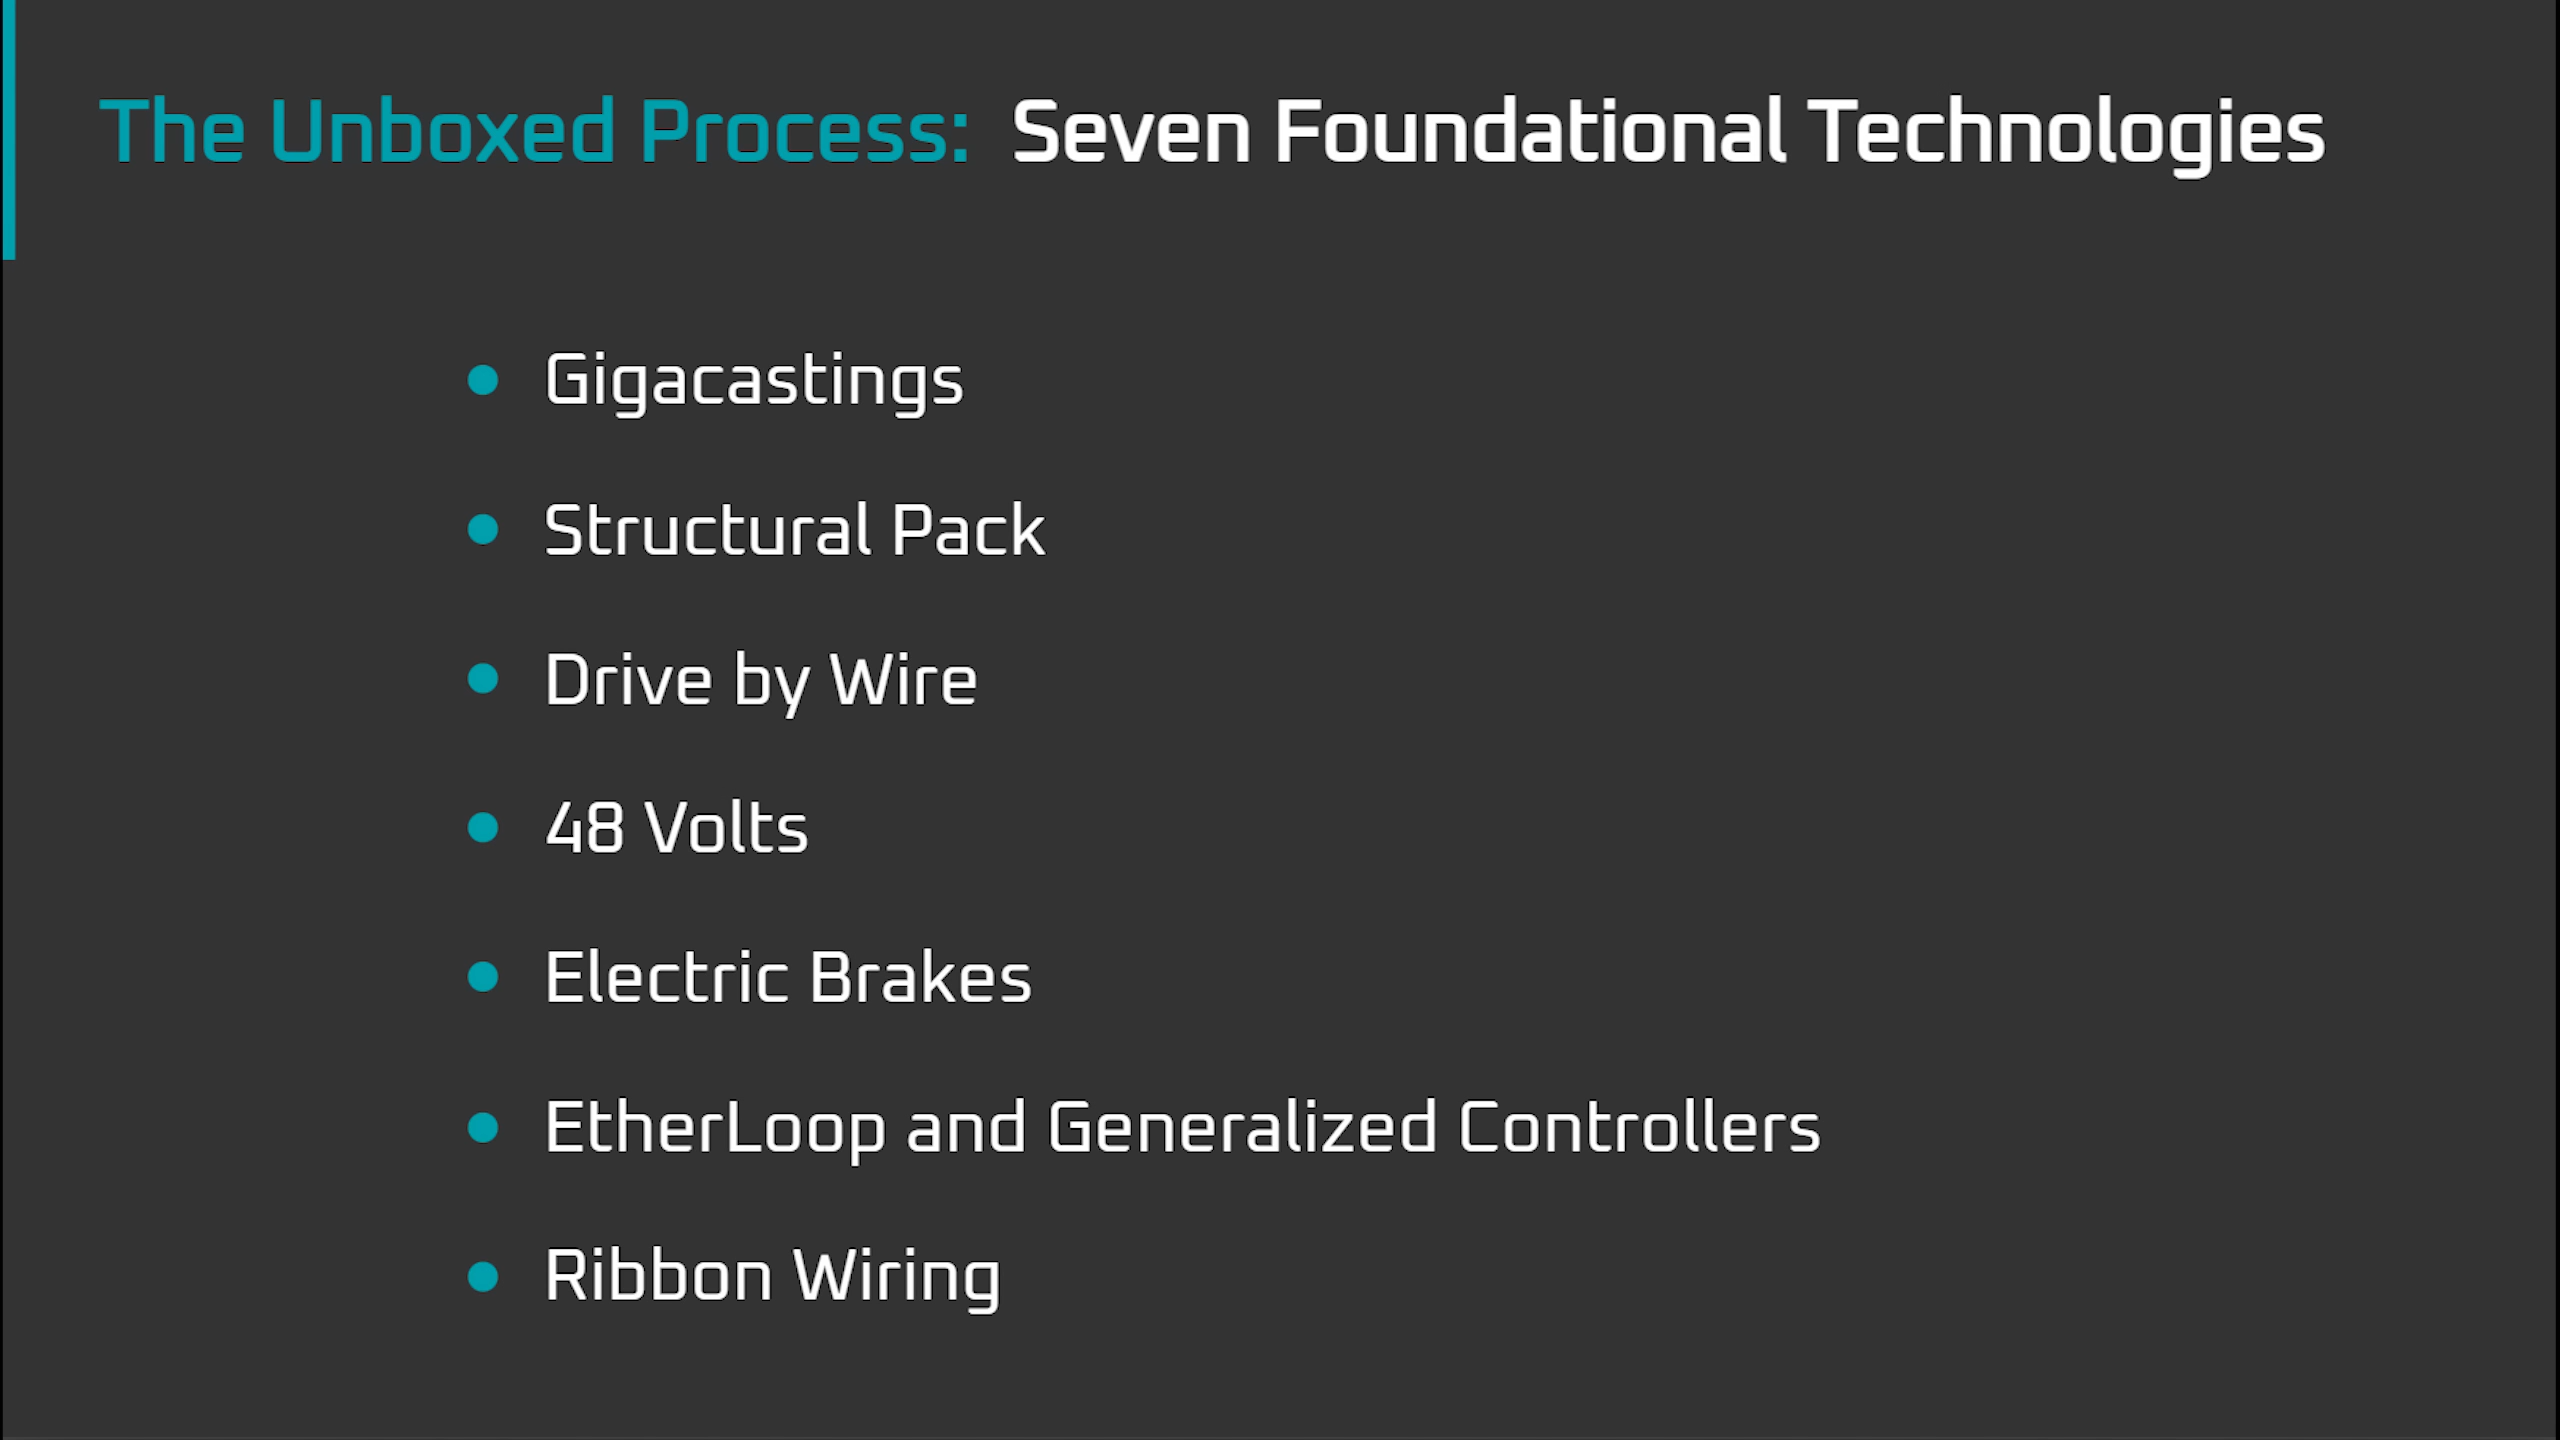 The Unboxed Process: Seven Foundational Technologies
Gigacastings
Structural Pack
Drive by Wire
48 Volts
Electric Brakes
EtherLoop and Generalized Controllers
Ribbon Wiring